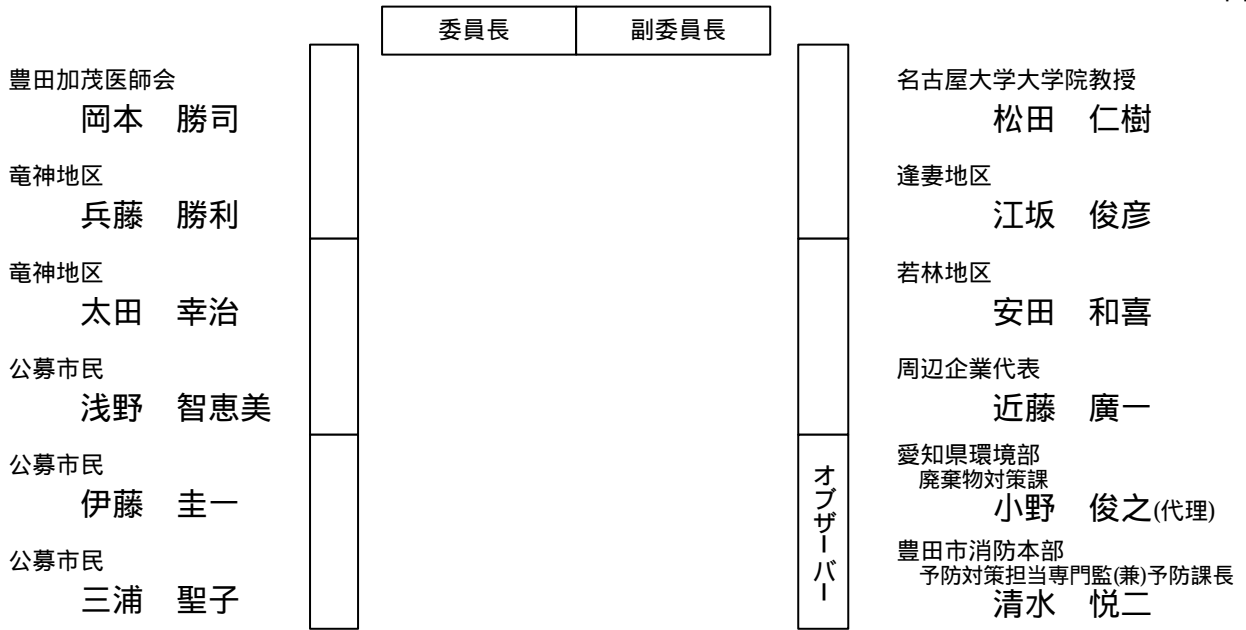 委員長 副委員長
豊田加茂医師会
岡本 勝司
竜神地区
兵藤 勝利
竜神地区
太田 幸治
公募市民
浅野 智恵美
公募市民
伊藤 圭一
公募市民
三浦 聖子
オブザーバー
名古屋大学大学院教授
松田 仁樹
逢妻地区
江坂 俊彦
若林地区
安田 和喜
周辺企業代表
近藤 廣一
愛知県環境部
廃棄物対策課
小野 俊之(代理)
豊田市消防本部
予防対策担当専門監(兼)予防課長
清水 悦二